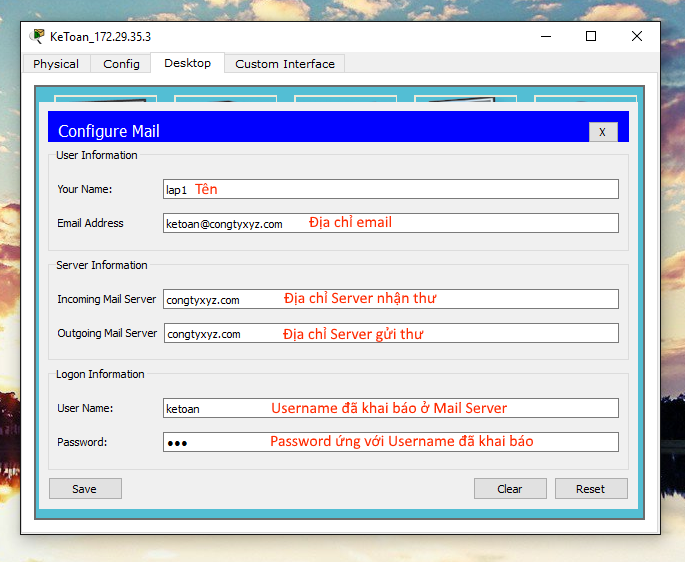 KeToan_172.29.35.3
Physical Config Desktop Custom Interface
Configure Mail X
User Information
Your Name: lap1 Tên
Email Address ketoan@congtyxyz.com Địa chỉ email
Server Information
Incoming Mail Server congtyxyz.com Địa chỉ Server nhận thư
Outgoing Mail Server congtyxyz.com Địa chỉ Server gửi thư
Logon Information
User Name: ketoan Username đã khai báo ở Mail Server
Password: ●●● Password ứng với Username đã khai báo
Save Clear Reset